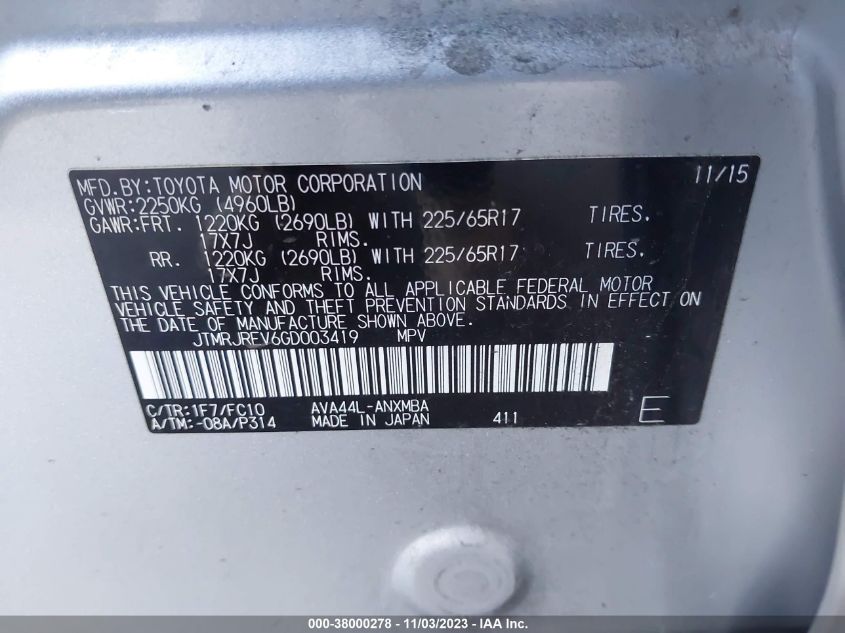 MFD.BY:TOYOTA MOTOR CORPORATION 11/15
GVWR:2250KG (4960LB)
GAWR:FRT. 1220KG (2690LB) WITH 225/65R17 TIRES.
17X7J RIMS.
RR. 1220KG (2690LB) WITH 225/65R17 TIRES.
17X7J RIMS.
THIS VEHICLE CONFORMS TO ALL APPLICABLE FEDERAL MOTOR
VEHICLE SAFETY AND THEFT PREVENTION STANDARDS IN EFFECT ON
THE DATE OF MANUFACTURE SHOWN ABOVE.
JTMRJREV6GD003419 MPV
C/TR:1F7/FC10 AVA44L-ANXMBA
A/TM:-08A/P314 MADE IN JAPAN 411 E
000-38000278 - 11/03/2023 - IAA Inc.